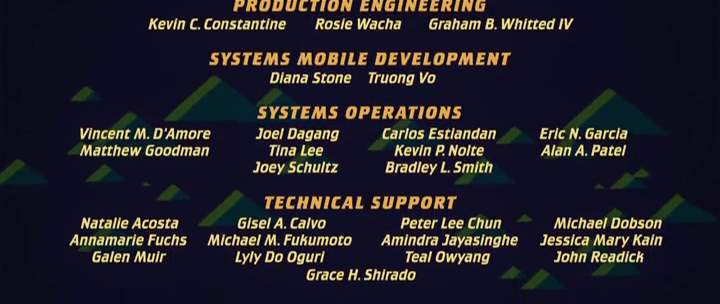 PRODUCTION ENGINEERING
Kevin C. Constantine Rosie Wacha Graham B. Whitted IV
SYSTEMS MOBILE DEVELOPMENT
Diana Stone Truong Vo
SYSTEMS OPERATIONS
Vincent M. D'Amore Joel Dagang Carlos Estiandan Eric N. Garcia
Matthew Goodman Tina Lee Kevin P. Nolte Alan A. Patel
Joey Schultz Bradley L. Smith
TECHNICAL SUPPORT
Natalie Acosta Gisel A. Calvo Peter Lee Chun Michael Dobson
Annamarie Fuchs Michael M. Fukumoto Amindra Jayasinghe Jessica Mary Kain
Galen Muir Lyly Do Oguri Teal Owyang John Readick
Grace H. Shirado